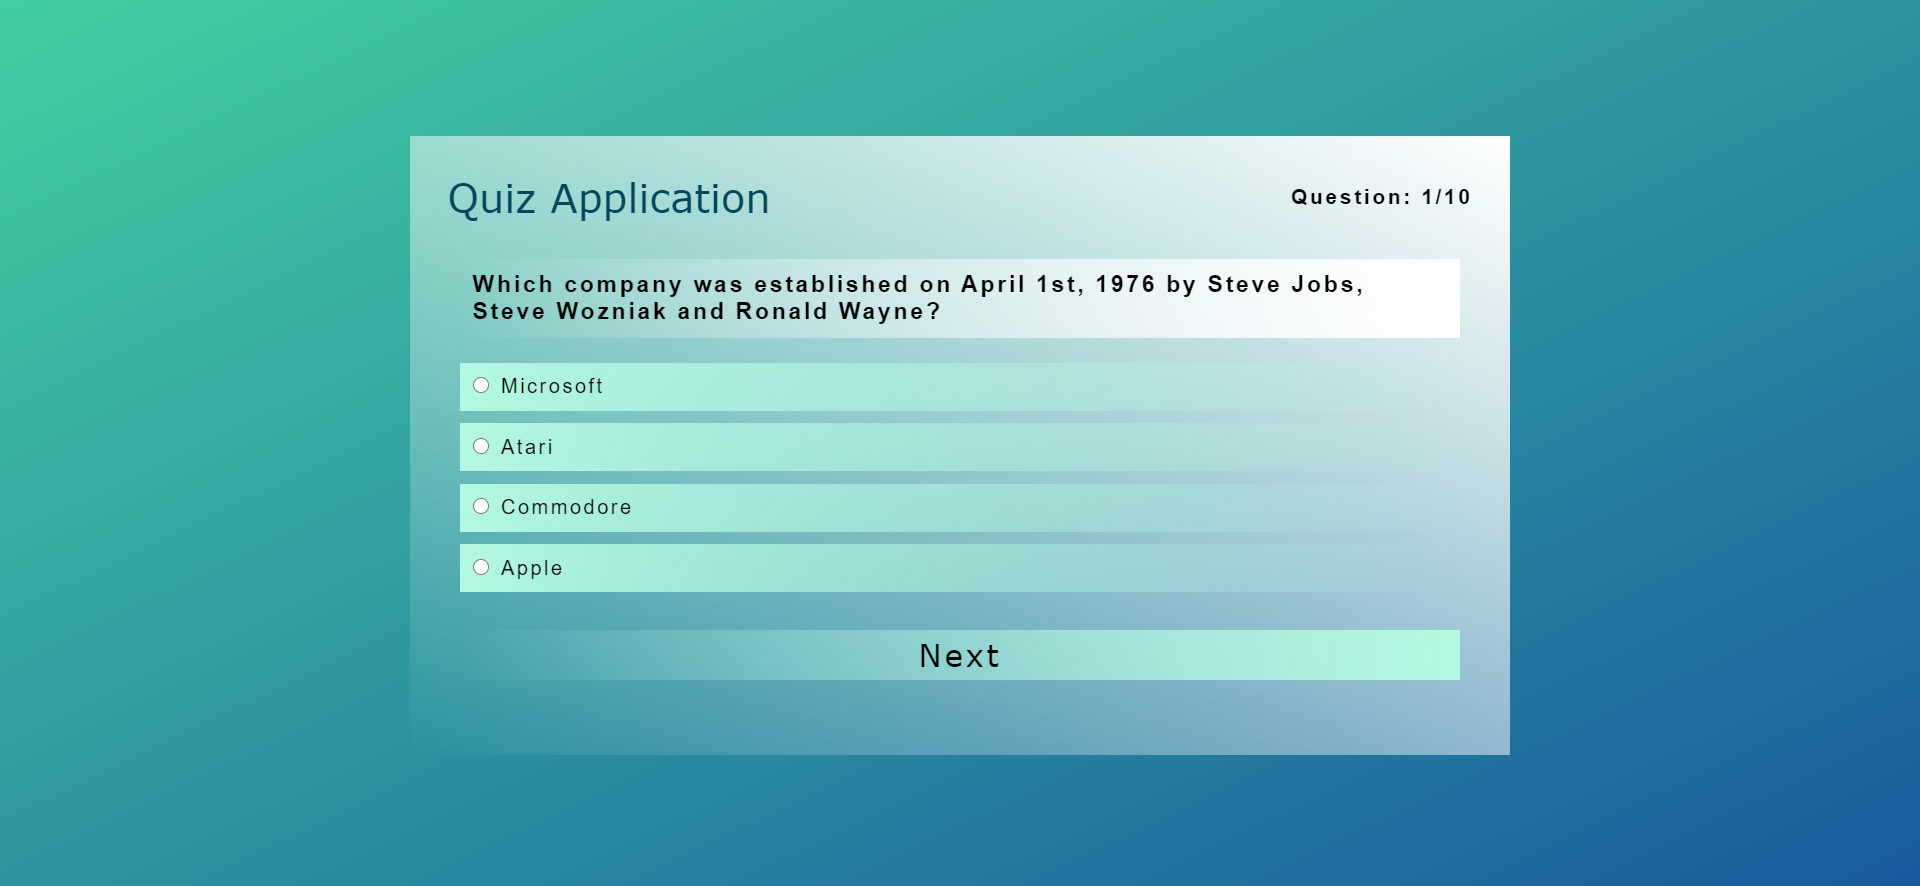 Quiz Application
Question: 1/10
Which company was established on April 1st, 1976 by Steve Jobs,
Steve Wozniak and Ronald Wayne?
Microsoft
Atari
Commodore
Apple
Next